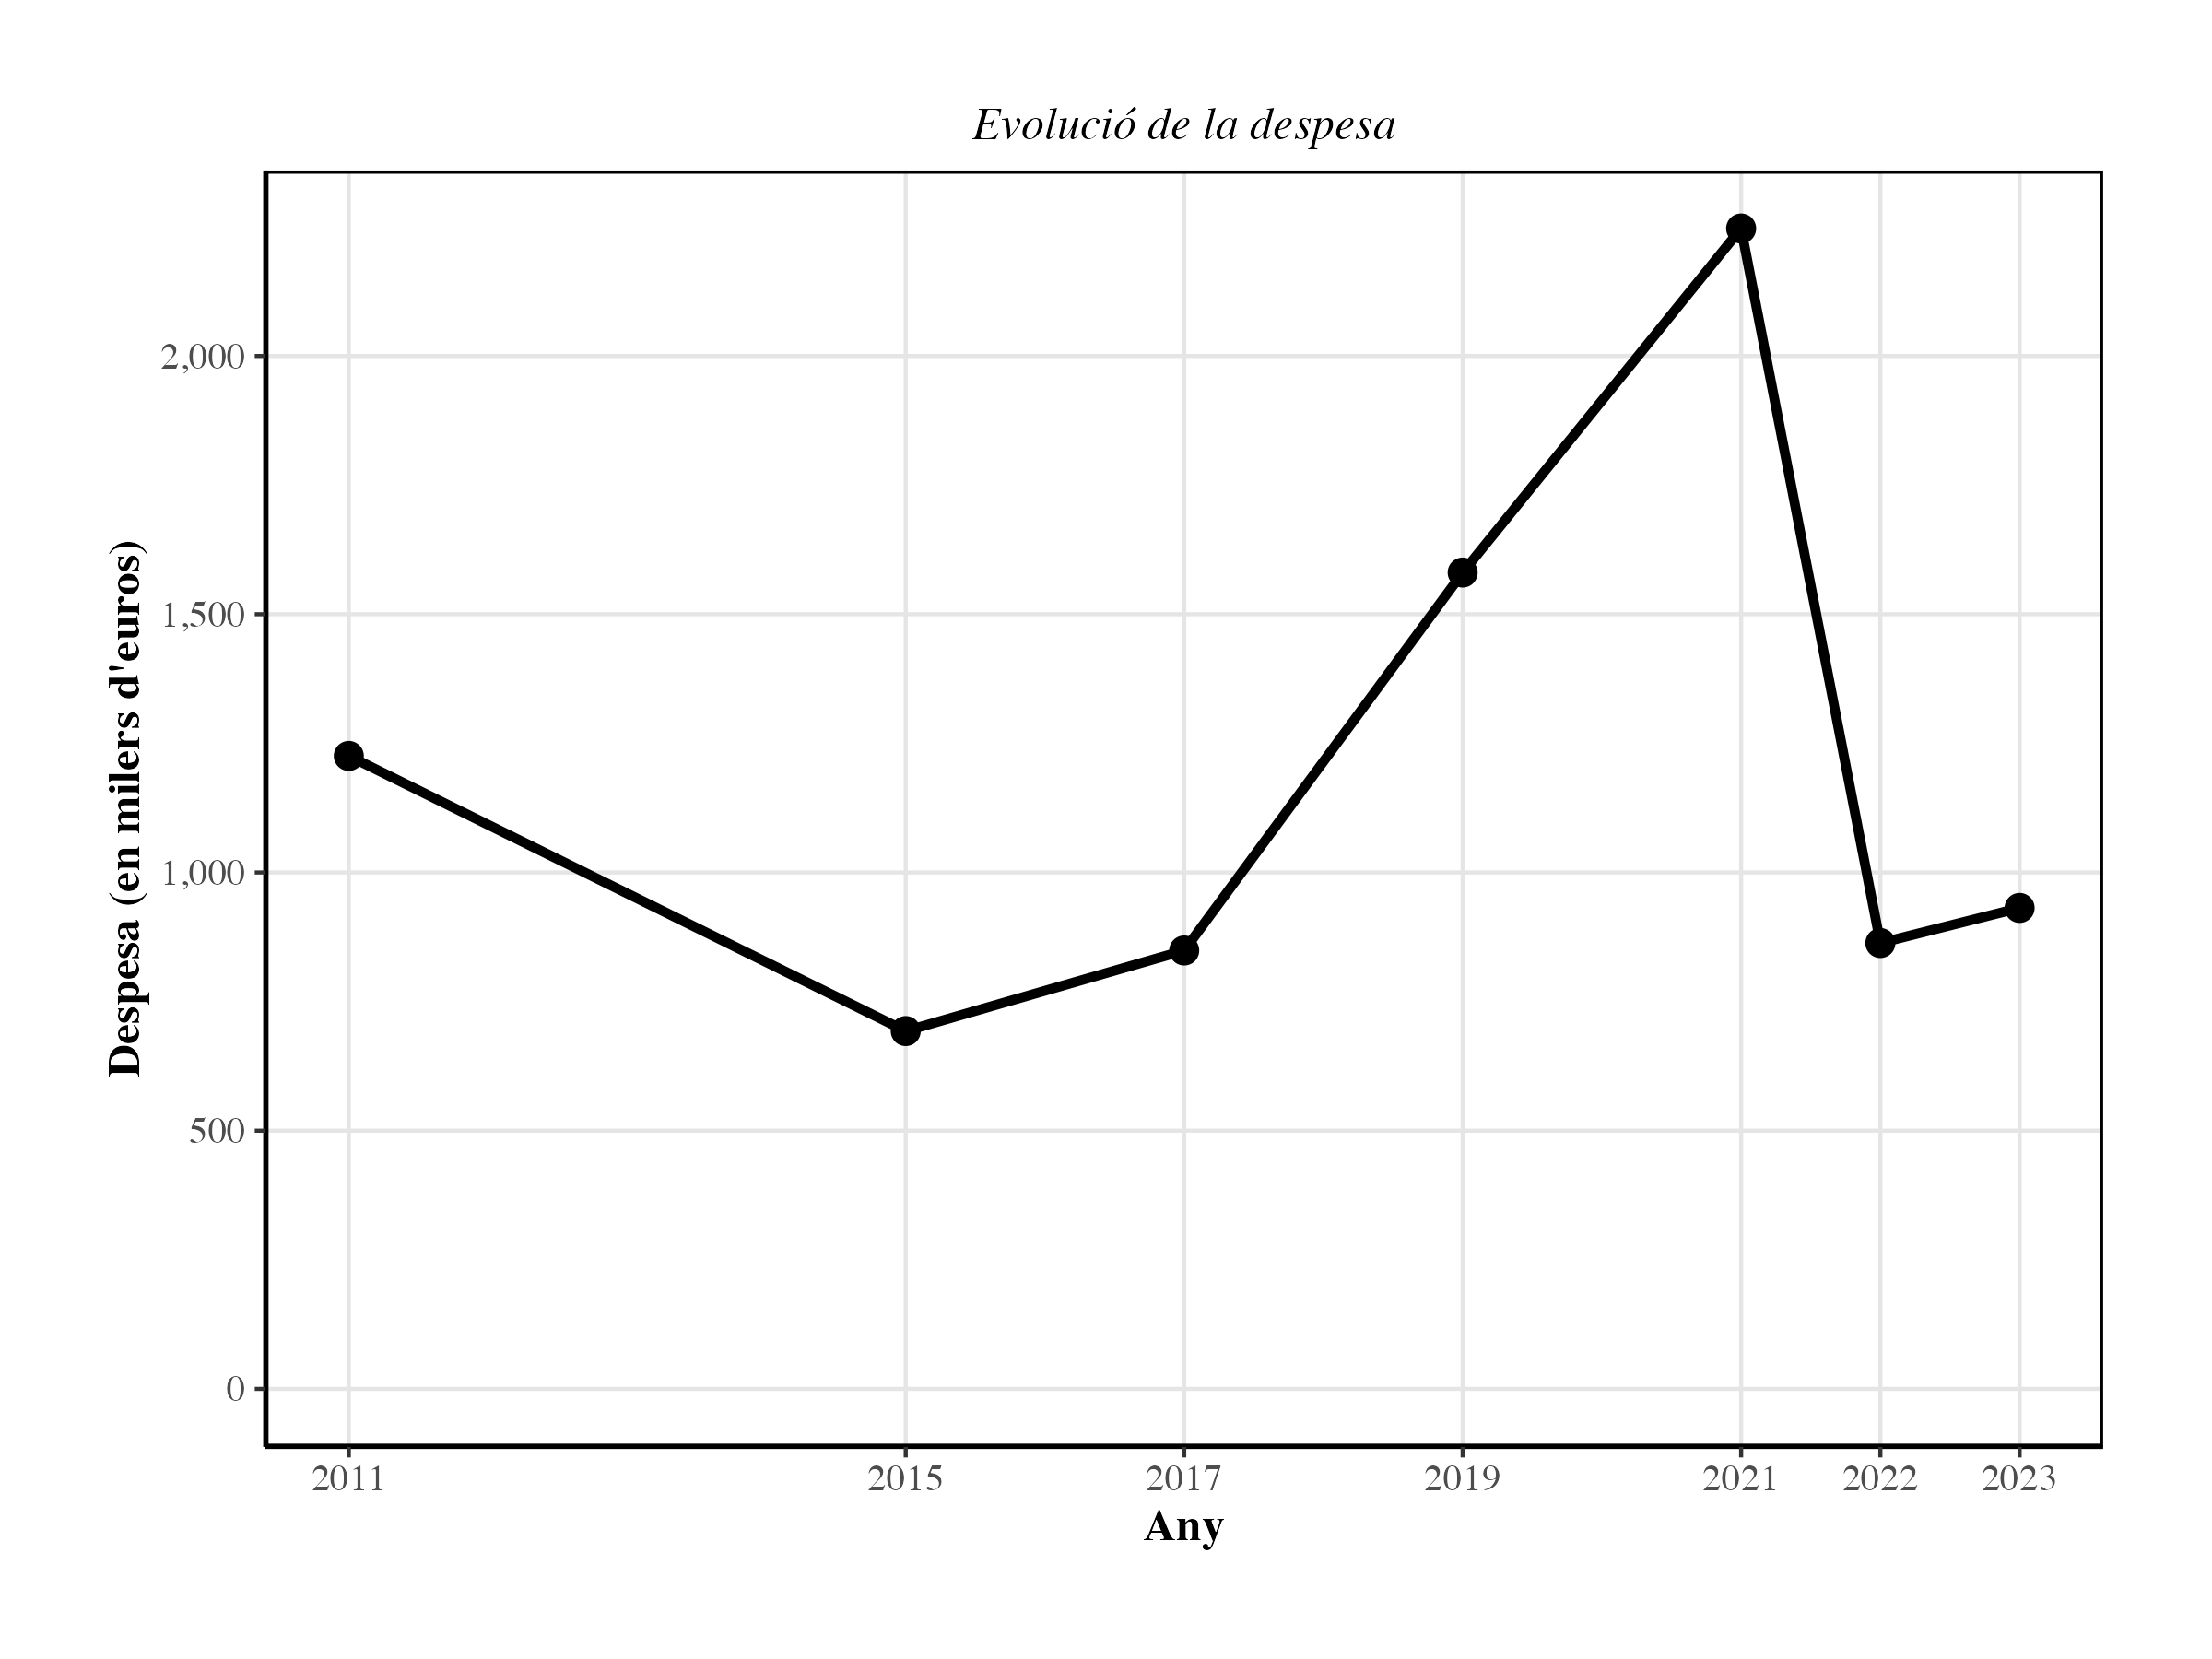 Evolució de la despesa
Despesa (en milers d'euros)
2,000
1,500
1,000
500
0
2011 2015 2017 2019 2021 2022 2023
Any